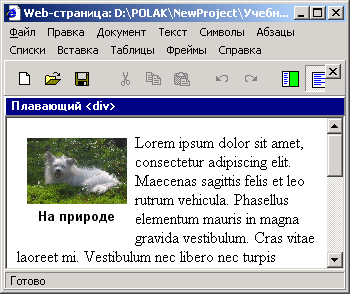 Web-страница: D:\POLAK\NewProject\Учебн...
Файл Правка Документ Текст Символы Абзацы
Списки Вставка Таблицы Фреймы Справка
Плавающий <div>
На природе
Lorem ipsum dolor sit amet,
consectetur adipiscing elit.
Maecenas sagittis felis et leo
rutrum vehicula. Phasellus
elementum mauris in magna
gravida vestibulum. Cras vitae
laoreet mi. Vestibulum nec libero nec turpis
Готово